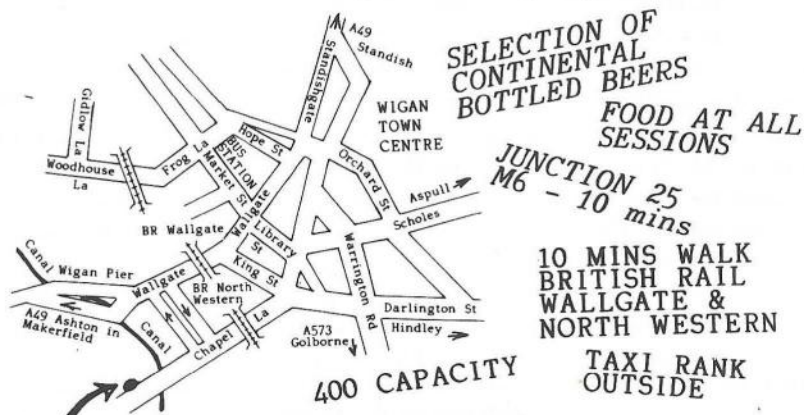 A49
Standish
Standishgate
SELECTION OF
CONTINENTAL
BOTTLED BEERS
WIGAN
TOWN
CENTRE
FOOD AT ALL
SESSIONS
Gidlow La
Hope St
BUS
STATION
Frog La
Market St
Orchard St
Woodhouse
La
JUNCTION 25
M6 - 10 mins
Aspull
Scholes
Wallgate
BR Wallgate
Library
St
Warrington Rd
King St
Canal
Wigan Pier
Wallgate
BR North
Western
10 MINS WALK
BRITISH RAIL
WALLGATE &
NORTH WESTERN
A49 Ashton in
Makerfield
Canal
Chapel La
Darlington St
Hindley
A573
Golborne
400 CAPACITY
TAXI RANK
OUTSIDE